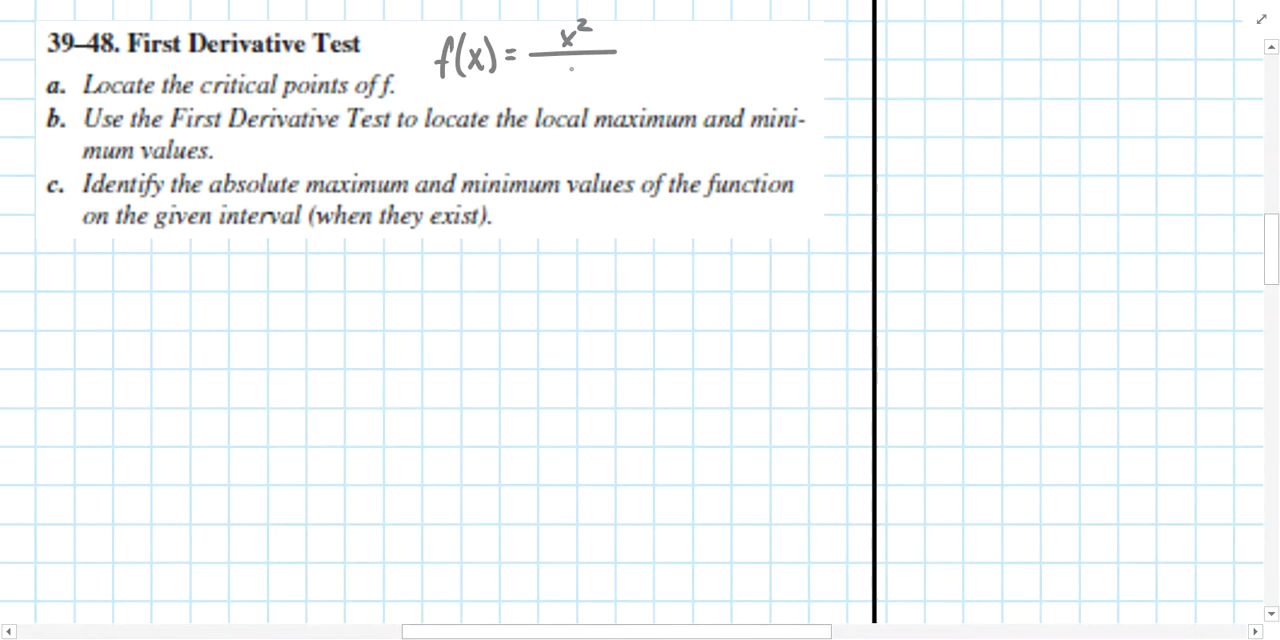 39–48. First Derivative Test f(x) = x²
a. Locate the critical points of f.
b. Use the First Derivative Test to locate the local maximum and mini-
mum values.
c. Identify the absolute maximum and minimum values of the function
on the given interval (when they exist).